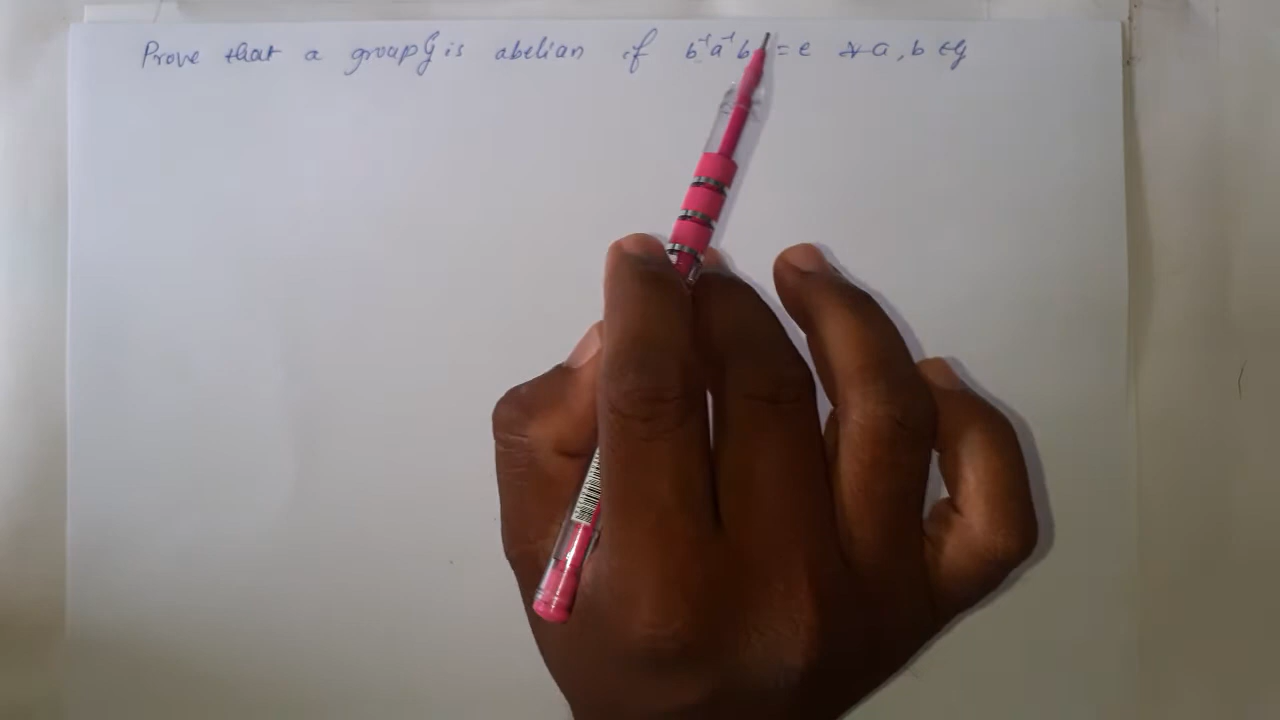 Prove that a group G is abelian if b⁻¹a⁻¹b = e ∀ a, b ∈ G